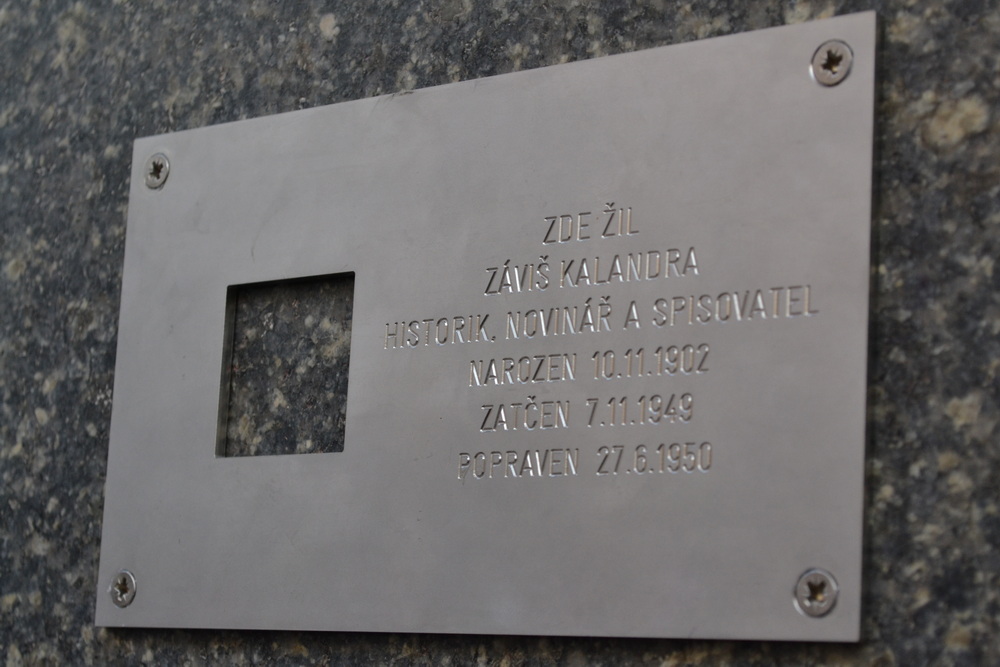 ZDE ŽIL
ZÁVIŠ KALANDRA
HISTORIK, NOVINÁŘ A SPISOVATEL
NAROZEN 10.11.1902
ZATČEN 7.11.1949
POPRAVEN 27.6.1950